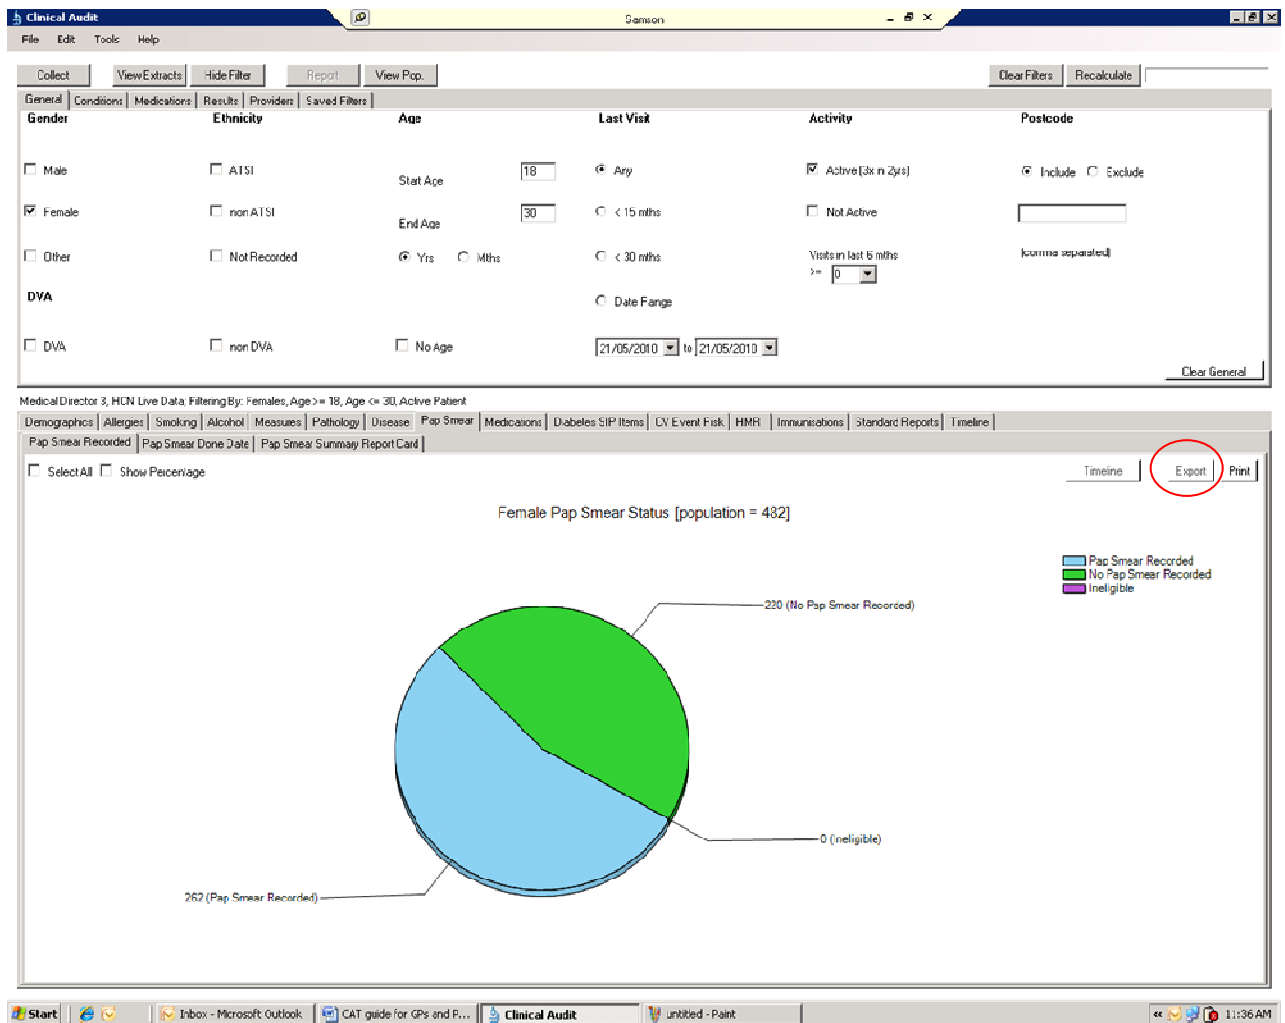 Clinical Audit
Samson
File Edit Tools Help
Collect View Extracts Hide Filter Report View Pop. Clear Filters Recalculate
General Conditions Medications Results Providers Saved Filters
Gender Ethnicity Age Last Visit Activity Postcode
Male ATSI Start Age 18 Any Active (3x in 2yrs) Include Exclude
Female non ATSI End Age 30 < 15 mths Not Active
Other Not Recorded Yrs Mths < 30 mths Visits in last 6 mths (comma separated)
>= 0
DVA Date Range
DVA non DVA No Age 21/05/2010 to 21/05/2010
Clear General
Medical Director 3, HCN Live Data; Filtering By: Females, Age >= 18, Age <= 30, Active Patient
Demographics Allergies Smoking Alcohol Measures Pathology Disease Pap Smear Medications Diabetes SIP Items CV Event Risk HMR Immunisations Standard Reports Timeline
Pap Smear Recorded Pap Smear Done Date Pap Smear Summary Report Card
Select All Show Percentage Timeline Export Print
Female Pap Smear Status [population = 482]
Pap Smear Recorded
No Pap Smear Recorded
Ineligible
220 (No Pap Smear Recorded)
0 (Ineligible)
262 (Pap Smear Recorded)
Start Inbox - Microsoft Outlook CAT guide for GPs and P... Clinical Audit untitled - Paint 11:36 AM